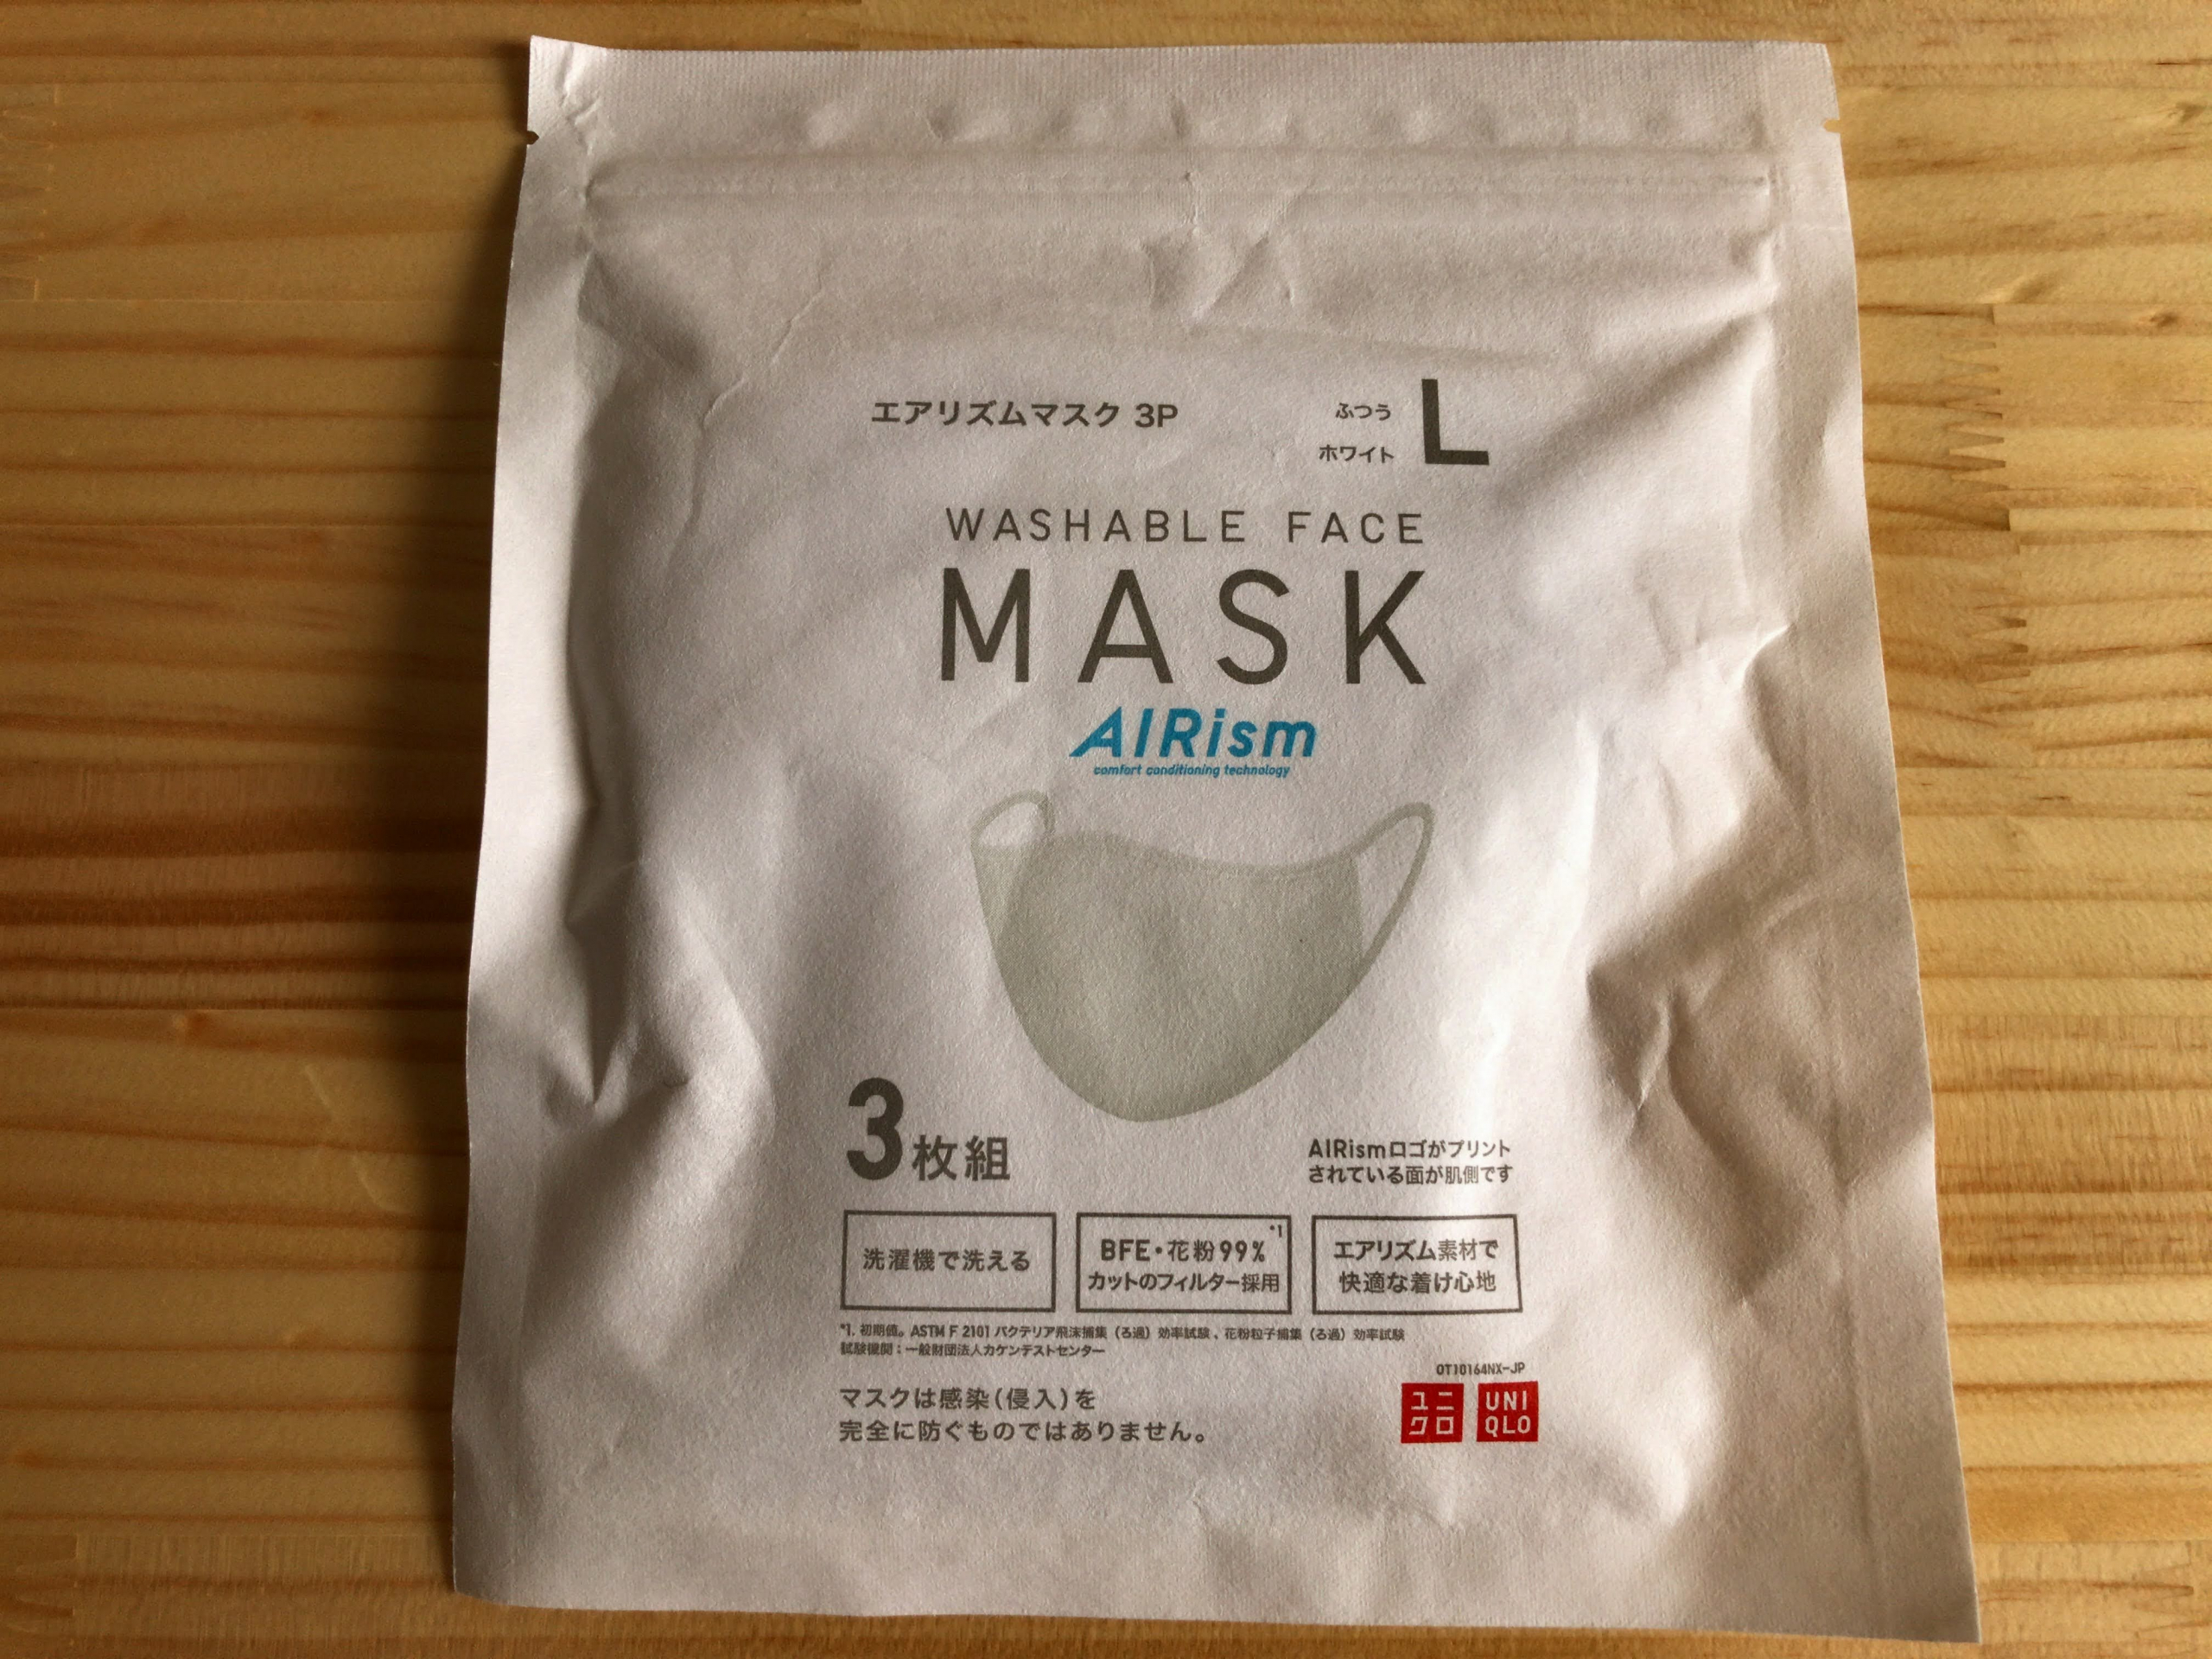 エアリズムマスク 3P
ふつう
ホワイト
L
WASHABLE FACE
MASK
AIRism
comfort conditioning technology
3枚組
AIRismロゴがプリント
されている面が肌側です
洗濯機で洗える
BFE・花粉99%*1
カットのフィルター採用
エアリズム素材で
快適な着け心地
*1. 初期値。ASTM F 2101 バクテリア飛沫捕集（ろ過）効率試験、花粉粒子捕集（ろ過）効率試験
試験機関：一般財団法人カケンテストセンター
マスクは感染(侵入)を
完全に防ぐものではありません。
OT10164NX-JP
ユニ
クロ
UNI
QLO